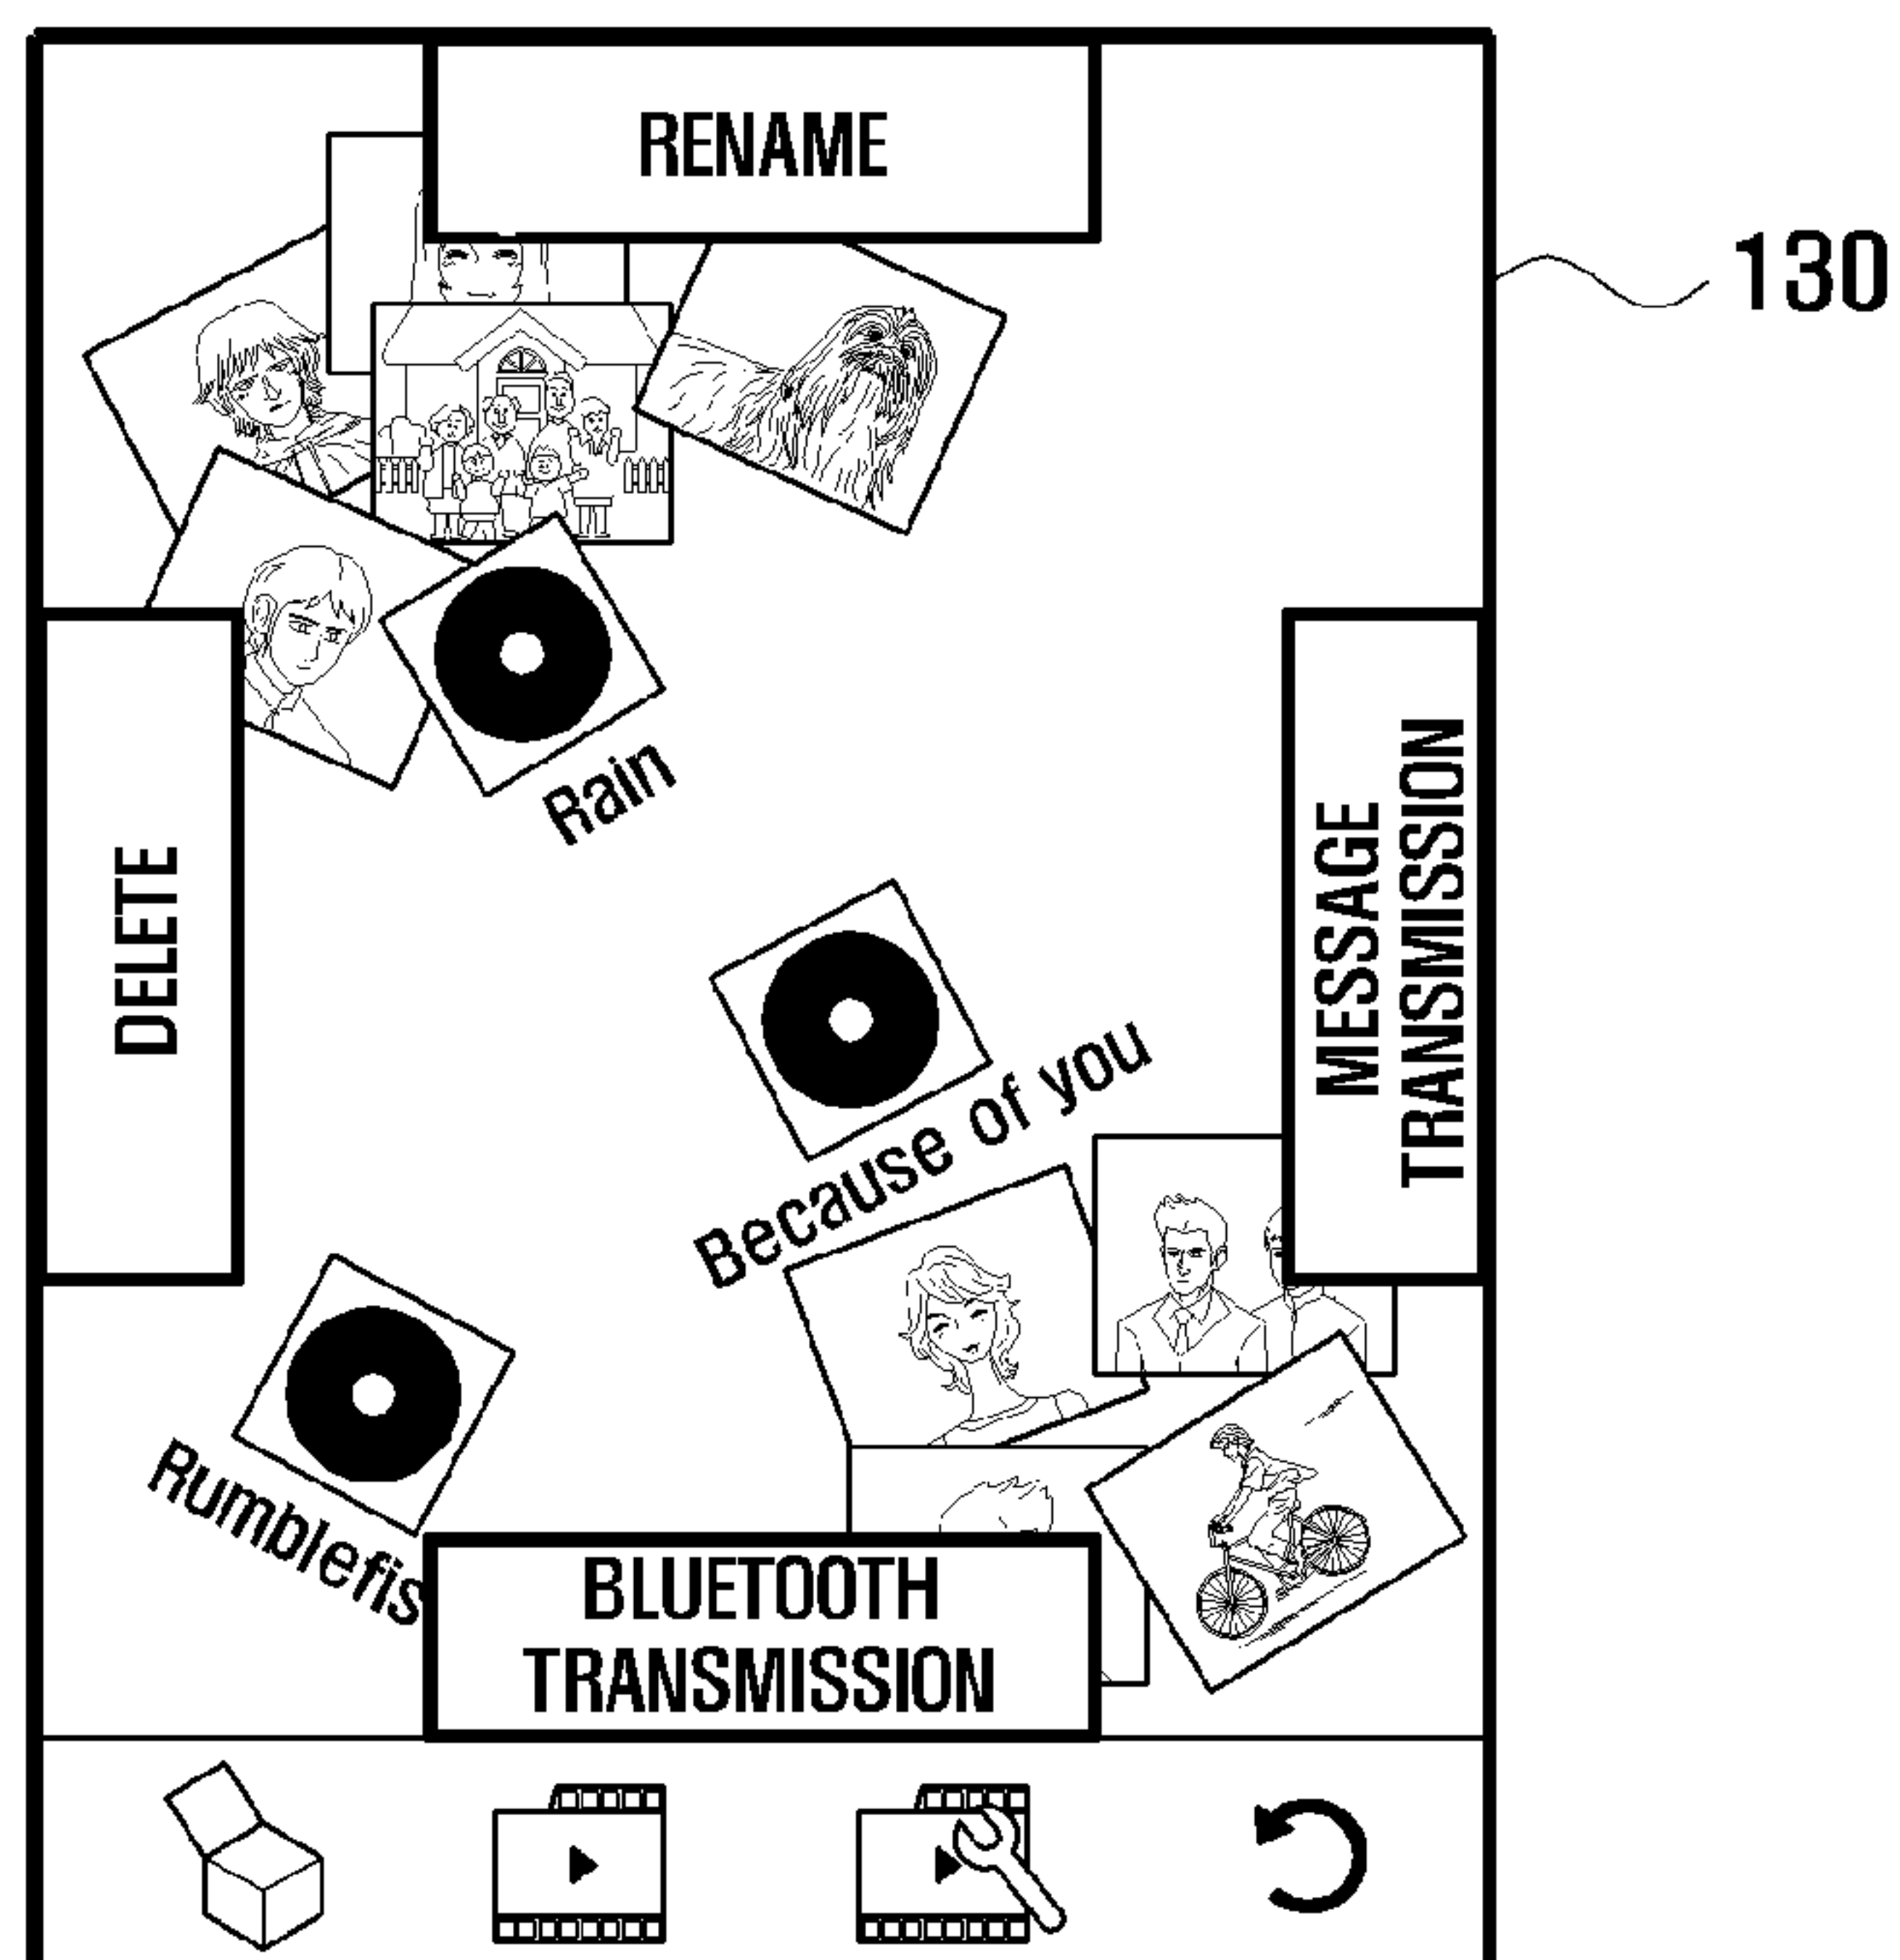 RENAME
130
Rain
DELETE
MESSAGE
TRANSMISSION
Because of you
Rumblefis
BLUETOOTH
TRANSMISSION